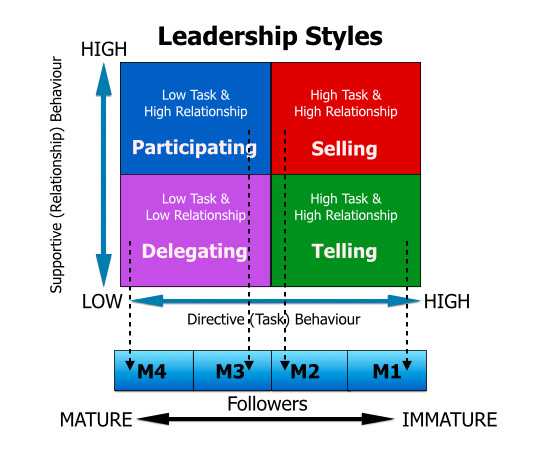 Leadership Styles
HIGH
Supportive (Relationship) Behaviour
Low Task &
High Relationship
Participating
High Task &
High Relationship
Selling
Low Task &
Low Relationship
Delegating
High Task &
High Relationship
Telling
LOW
HIGH
Directive (Task) Behaviour
M4
M3
M2
M1
Followers
MATURE
IMMATURE